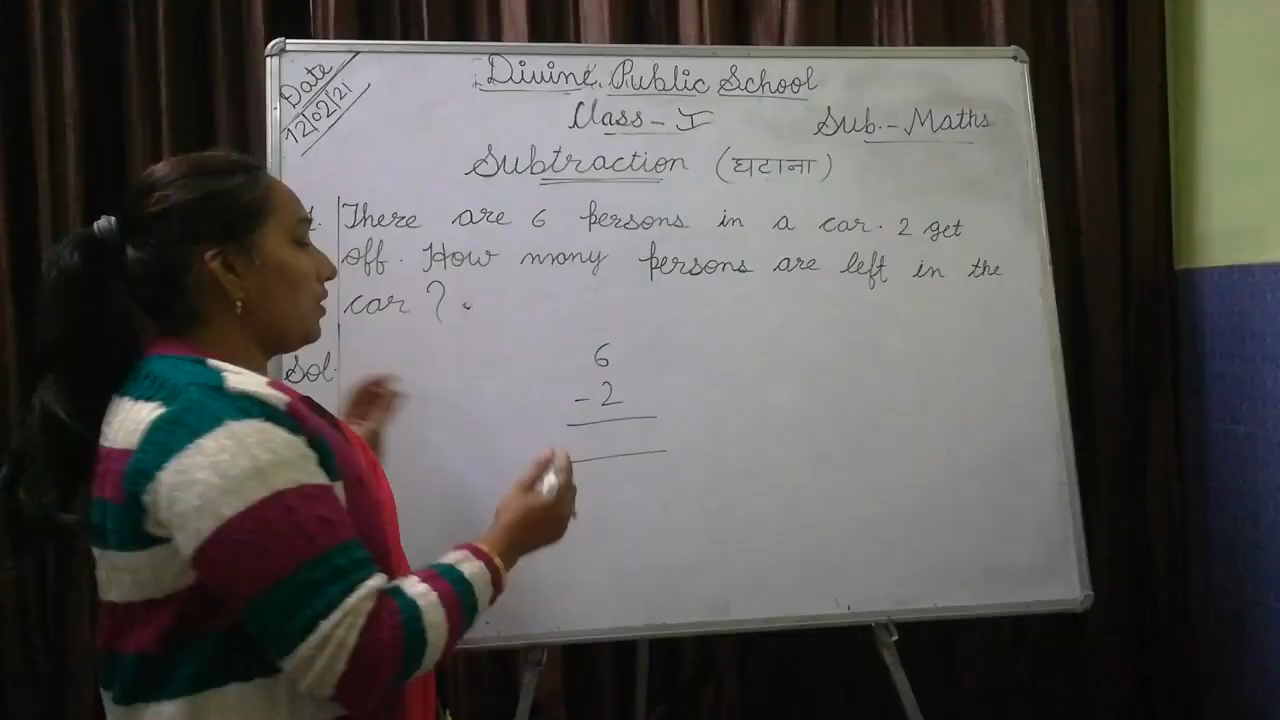 Date
12/02/21
Divine Public School
Class - I
Sub. - Maths
Subtraction (घटाना)
1. There are 6 persons in a car. 2 get
off. How many persons are left in the
car ?
Sol.
6
- 2